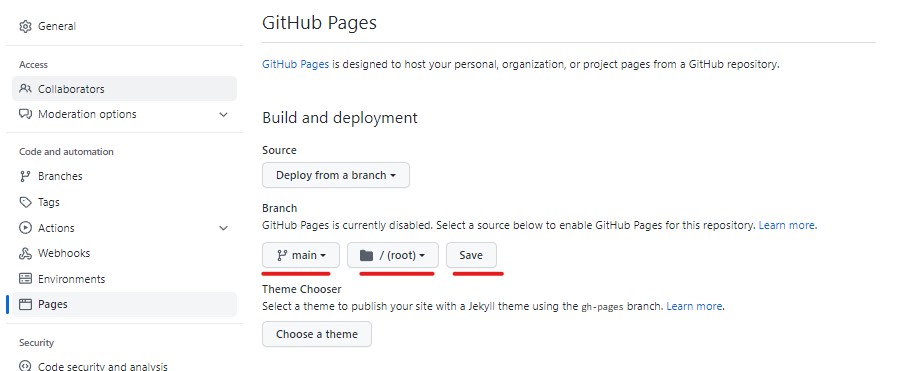 General
Access
Collaborators
Moderation options
Code and automation
Branches
Tags
Actions
Webhooks
Environments
Pages
Security
Code security and analysis
GitHub Pages
GitHub Pages is designed to host your personal, organization, or project pages from a GitHub repository.
Build and deployment
Source
Deploy from a branch
Branch
GitHub Pages is currently disabled. Select a source below to enable GitHub Pages for this repository. Learn more.
main / (root) Save
Theme Chooser
Select a theme to publish your site with a Jekyll theme using the gh-pages branch. Learn more.
Choose a theme